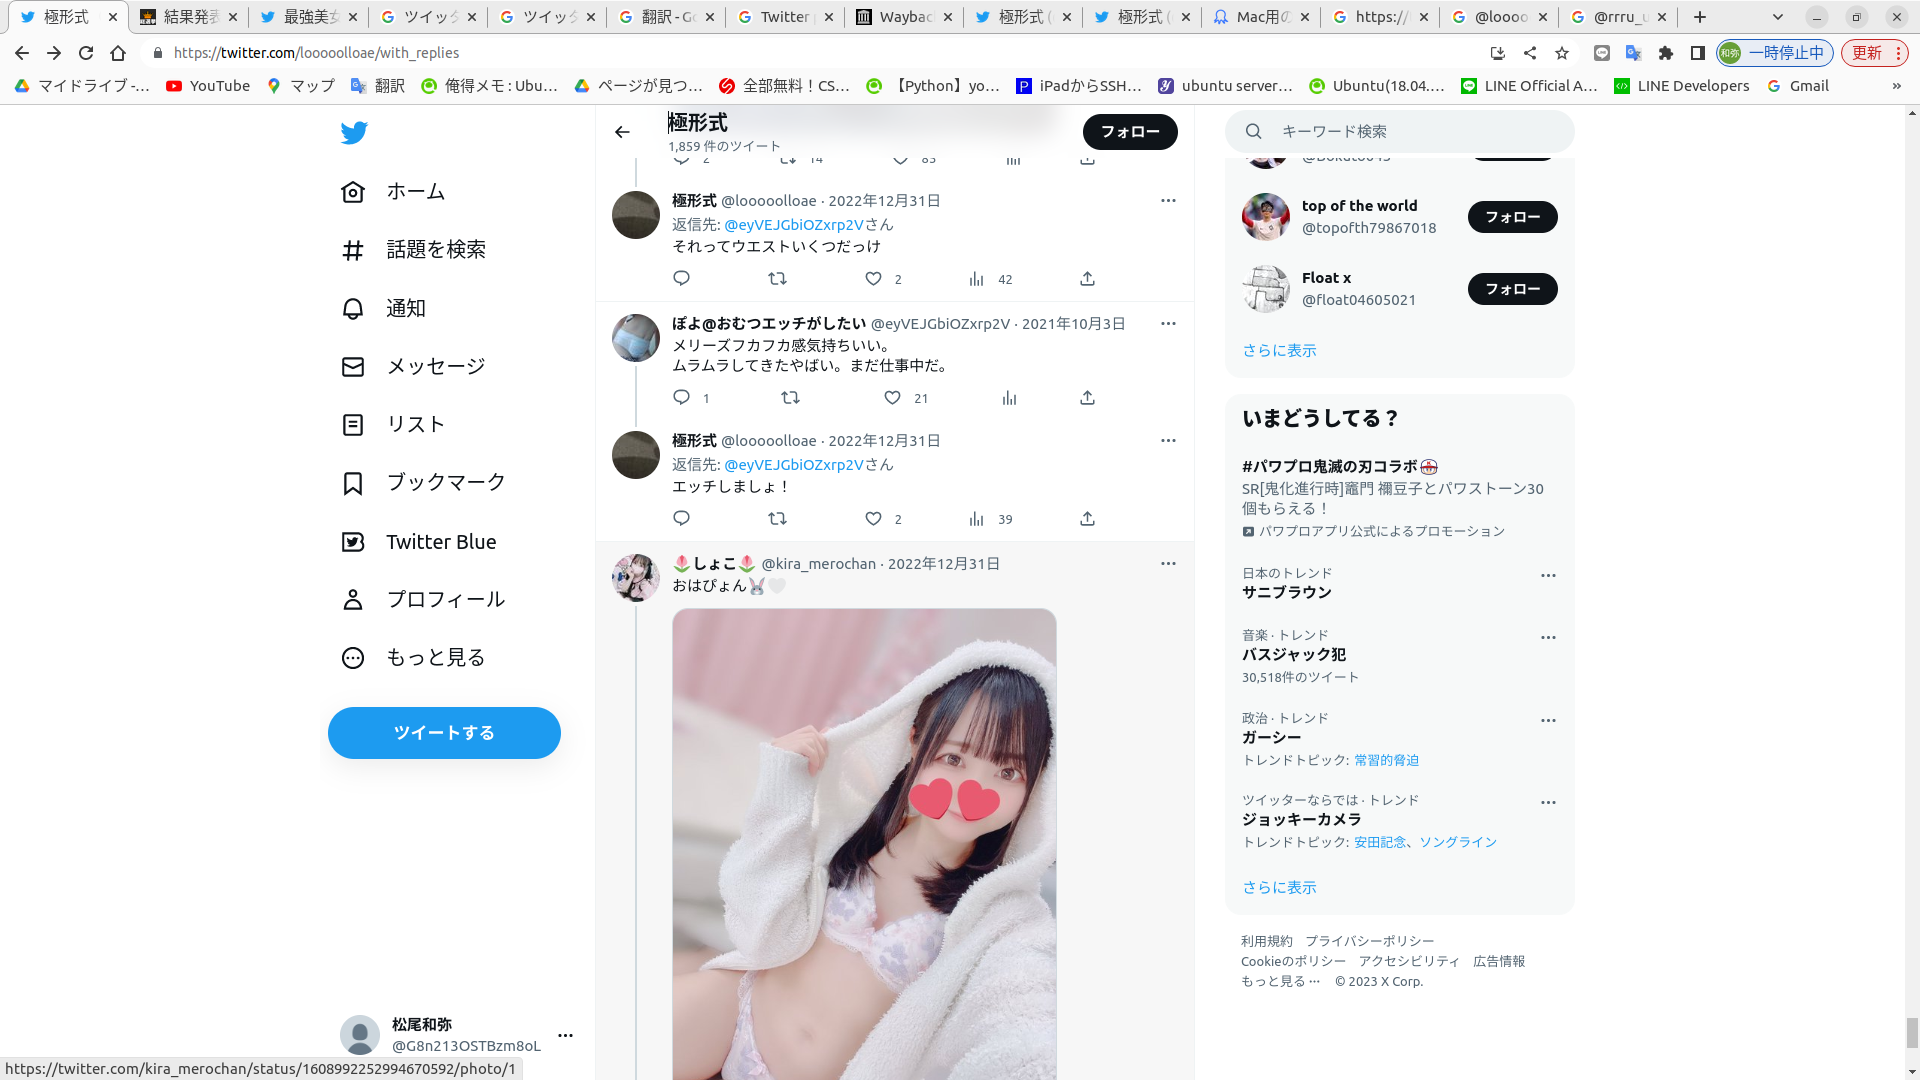 極形式
結果発表
最強美女
ツイッタ
ツイッタ
翻訳 - Go
Twitter
Wayback
極形式 (
極形式 (
Mac用の
https://
@loooo
@rrru_u
https://twitter.com/looooolloae/with_replies
和弥 一時停止中
更新
マイドライブ -...
YouTube
マップ
翻訳
俺得メモ : Ubu...
ページが見つ...
全部無料！CS...
【Python】yo...
iPadからSSH...
ubuntu server...
Ubuntu(18.04....
LINE Official A...
LINE Developers
Gmail
»
ホーム
話題を検索
通知
メッセージ
リスト
ブックマーク
Twitter Blue
プロフィール
もっと見る
ツイートする
松尾和弥
@G8n213OSTBzm8oL
https://twitter.com/kira_merochan/status/1608992252994670592/photo/1
極形式
1,859 件のツイート
フォロー
2 14 85
極形式 @looooolloae · 2022年12月31日
返信先: @eyVEJGbiOZxrp2Vさん
それってウエストいくつだっけ
2 42
ぽよ@おむつエッチがしたい @eyVEJGbiOZxrp2V · 2021年10月3日
メリーズフカフカ感気持ちいい。
ムラムラしてきたやばい。まだ仕事中だ。
1 21
極形式 @looooolloae · 2022年12月31日
返信先: @eyVEJGbiOZxrp2Vさん
エッチしましょ！
2 39
🌷しょこ🌷 @kira_merochan · 2022年12月31日
おはぴょん🐰🤍
キーワード検索
@Bokuto645
top of the world
@topofth79867018
フォロー
Float x
@float04605021
フォロー
さらに表示
いまどうしてる？
#パワプロ鬼滅の刃コラボ
SR[鬼化進行時]竈門 禰豆子とパワストーン30
個もらえる！
パワプロアプリ公式によるプロモーション
日本のトレンド
サニブラウン
音楽 · トレンド
バスジャック犯
30,518件のツイート
政治 · トレンド
ガーシー
トレンドトピック: 常習的脅迫
ツイッターならでは · トレンド
ジョッキーカメラ
トレンドトピック: 安田記念、ソングライン
さらに表示
利用規約 プライバシーポリシー
Cookieのポリシー アクセシビリティ 広告情報
もっと見る ··· © 2023 X Corp.